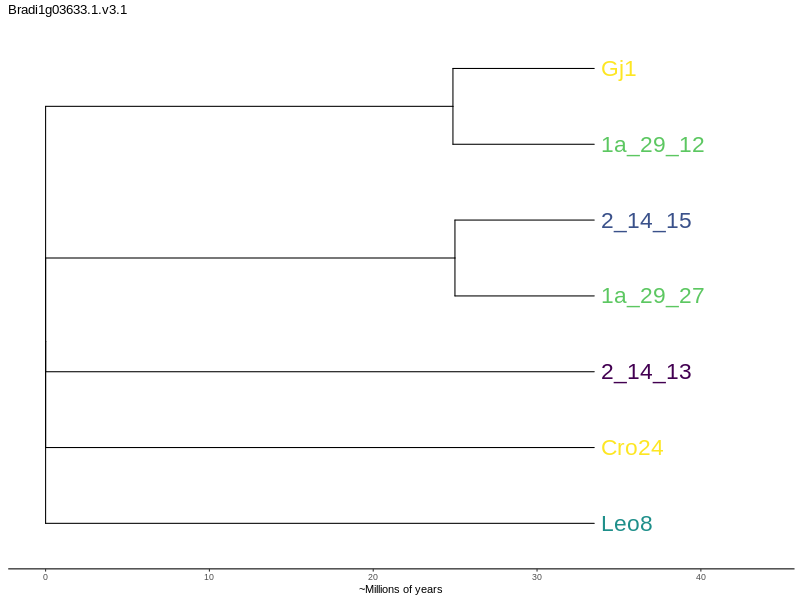 Bradi1g03633.1.v3.1
Gj1
1a_29_12
2_14_15
1a_29_27
2_14_13
Cro24
Leo8
0 10 20 30 40
~Millions of years